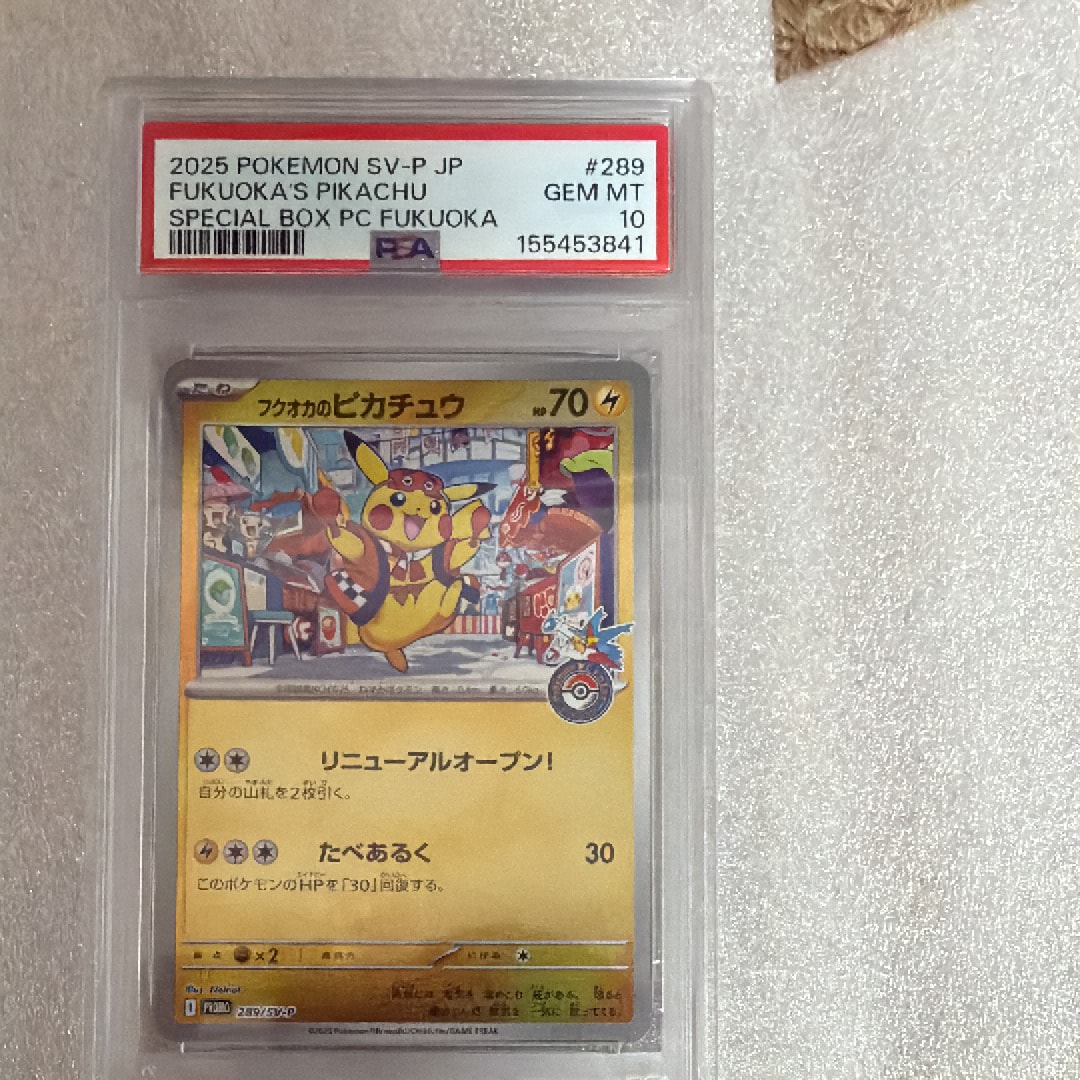 2025 POKEMON SV-P JP #289
FUKUOKA'S PIKACHU GEM MT
SPECIAL BOX PC FUKUOKA 10
PSA 155453841
フクオカのピカチュウ HP 70
リニューアルオープン!
自分の山札を2枚引く。
たべあるく 30
このポケモンのHPを「30」回復する。
×2
PROMO 289/SV-P